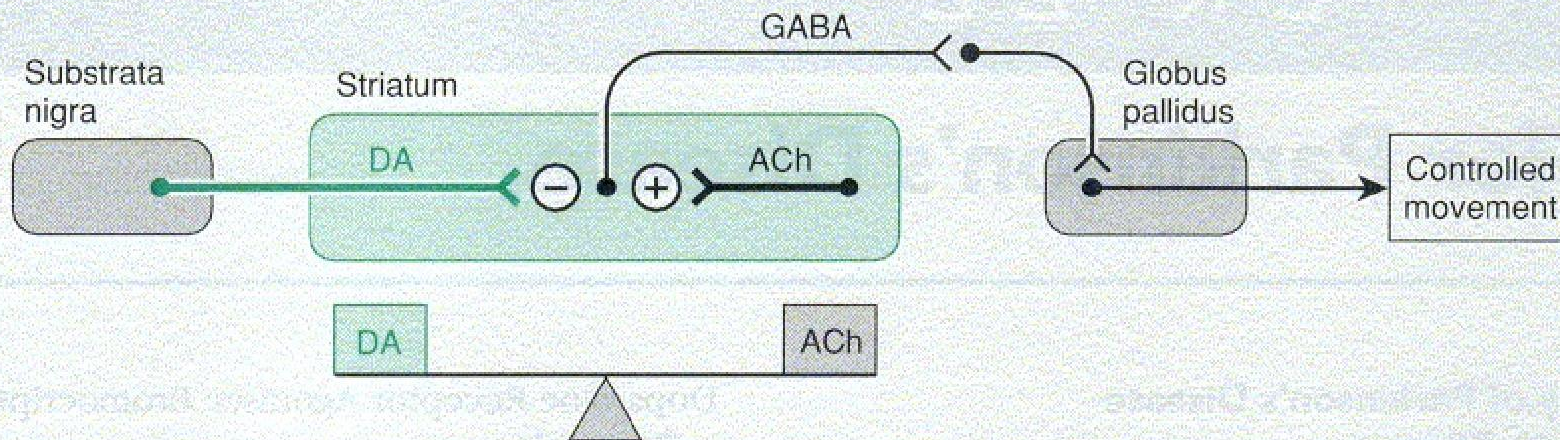 GABA
Substrata
nigra
Striatum
Globus
pallidus
DA
ACh
−
+
Controlled
movement
DA
ACh